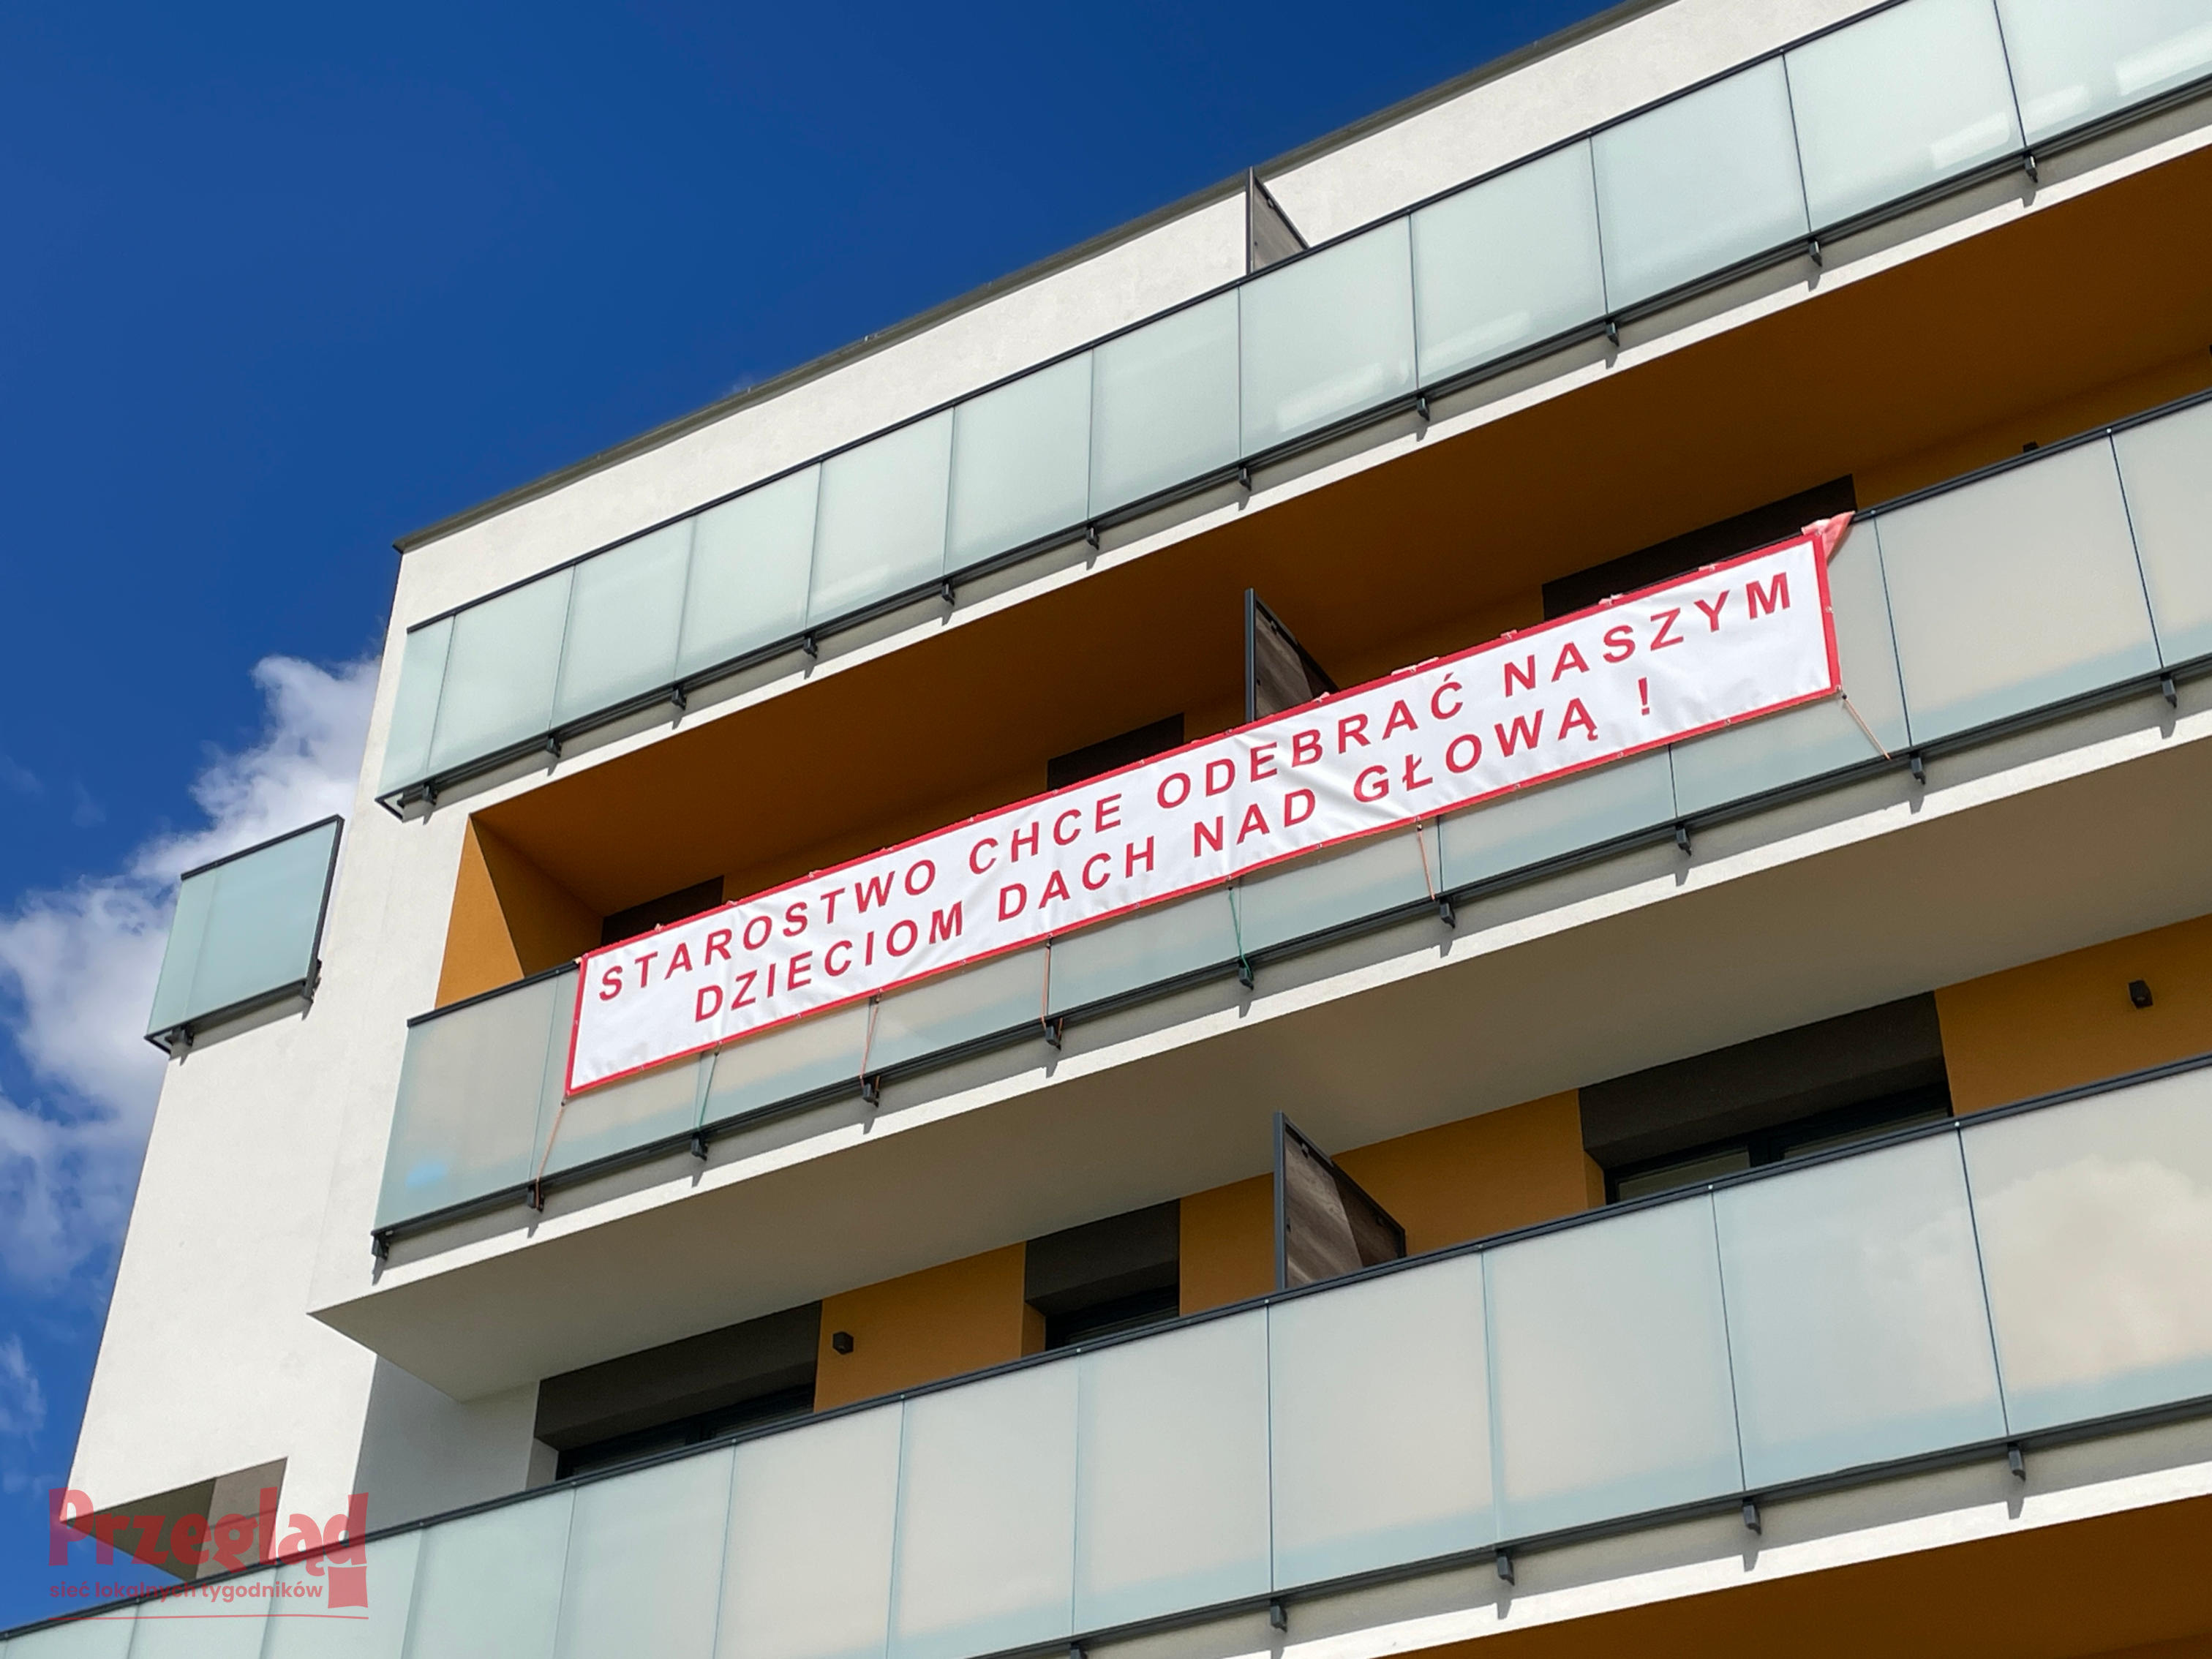 STAROSTWO CHCE ODEBRAĆ NASZYM
DZIECIOM DACH NAD GŁOWĄ !
Przegląd
sieć lokalnych tygodników